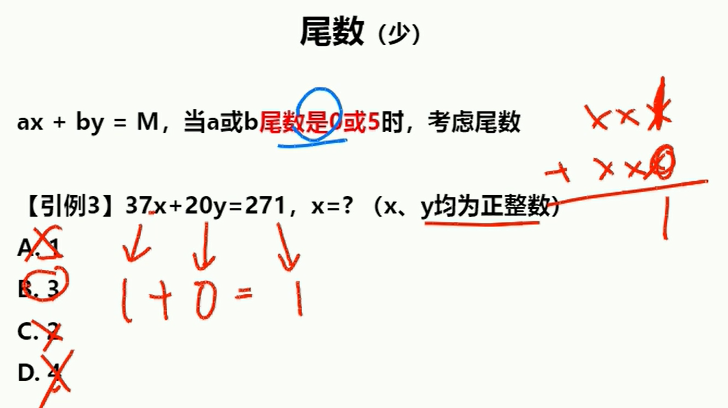 尾数（少）
ax + by = M，当a或b尾数是0或5时，考虑尾数
××1
+ ××0
1
【引例3】37x+20y=271，x=?（x、y均为正整数）
A. 1
B. 3
C. 2
D. 4
1 + 0 = 1